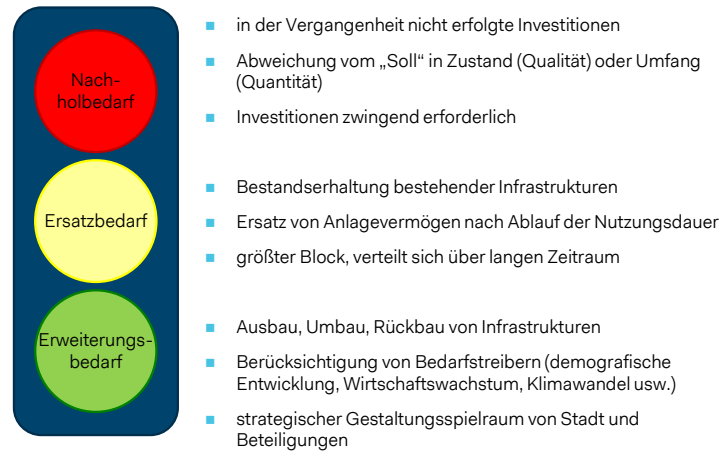 Nach-
holbedarf
in der Vergangenheit nicht erfolgte Investitionen
Abweichung vom „Soll“ in Zustand (Qualität) oder Umfang
(Quantität)
Investitionen zwingend erforderlich
Ersatzbedarf
Bestandserhaltung bestehender Infrastrukturen
Ersatz von Anlagevermögen nach Ablauf der Nutzungsdauer
größter Block, verteilt sich über langen Zeitraum
Erweiterungs-
bedarf
Ausbau, Umbau, Rückbau von Infrastrukturen
Berücksichtigung von Bedarfstreibern (demografische
Entwicklung, Wirtschaftswachstum, Klimawandel usw.)
strategischer Gestaltungsspielraum von Stadt und
Beteiligungen